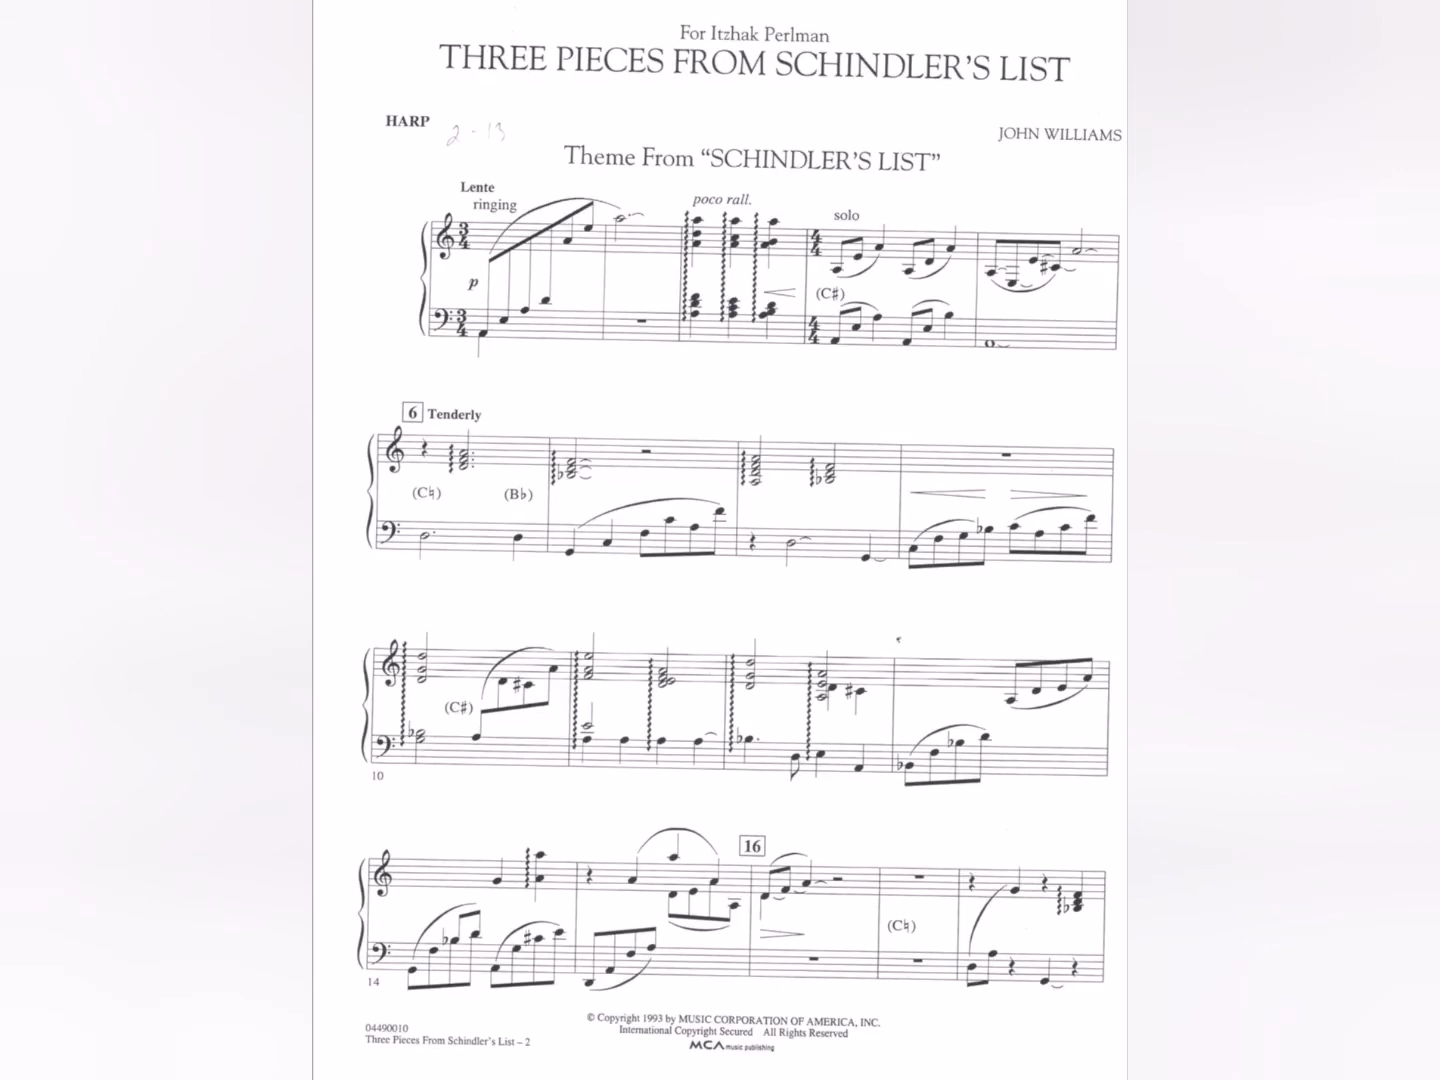 For Itzhak Perlman
THREE PIECES FROM SCHINDLER'S LIST
HARP
2 - 13
JOHN WILLIAMS
Theme From “SCHINDLER'S LIST”
Lente
ringing
poco rall.
solo
p
(C♯)
6 Tenderly
(C♮) (B♭)
(C♯)
10
16
(C♮)
14
© Copyright 1993 by MUSIC CORPORATION OF AMERICA, INC.
International Copyright Secured All Rights Reserved
MCA music publishing
04490010
Three Pieces From Schindler's List – 2